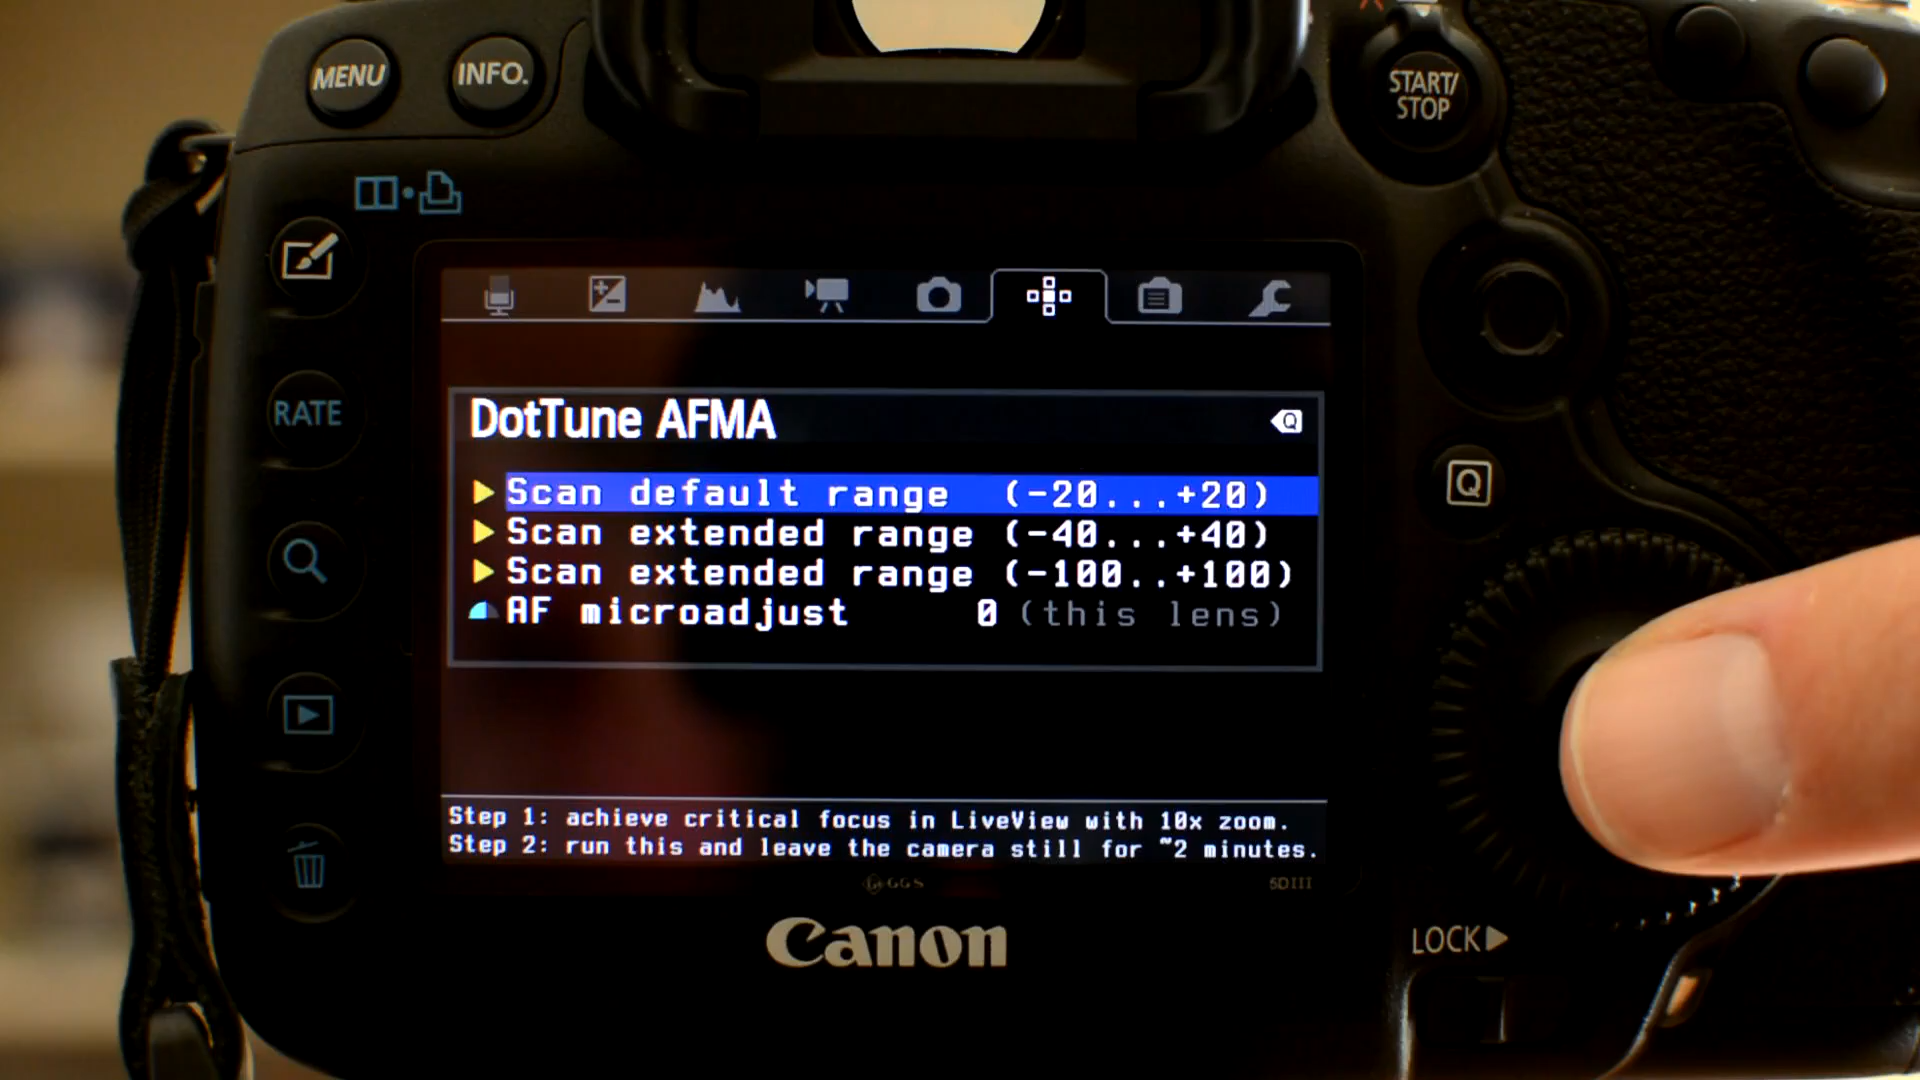 MENU
INFO.
START/
STOP
RATE
DotTune AFMA
Q
Scan default range (-20...+20)
Scan extended range (-40...+40)
Scan extended range (-100..+100)
AF microadjust 0 (this lens)
Q
Step 1: achieve critical focus in LiveView with 10x zoom.
Step 2: run this and leave the camera still for ~2 minutes.
GGS
5DIII
Canon
LOCK